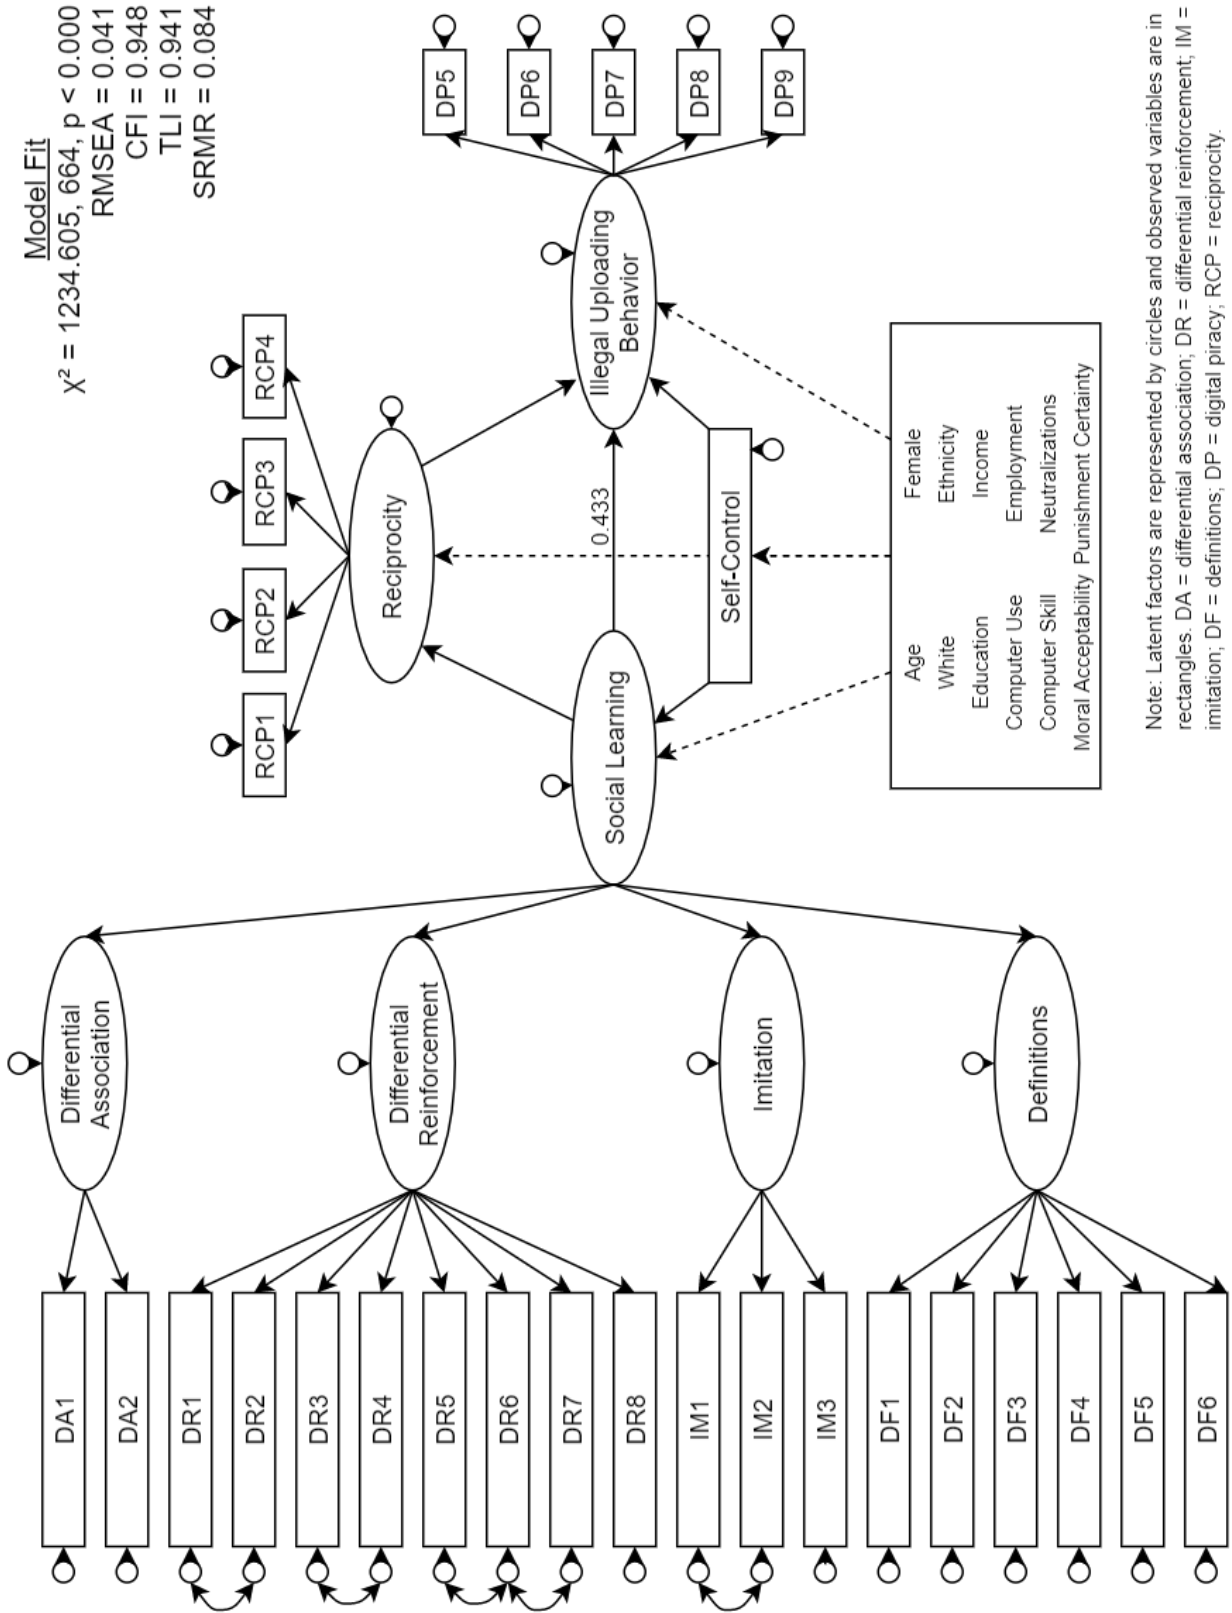 Model Fit
χ² = 1234.605, 664, p < 0.000
RMSEA = 0.041
CFI = 0.948
TLI = 0.941
SRMR = 0.084
DA1
DA2
DR1
DR2
DR3
DR4
DR5
DR6
DR7
DR8
IM1
IM2
IM3
DF1
DF2
DF3
DF4
DF5
DF6
Differential
Association
Differential
Reinforcement
Imitation
Definitions
Social Learning
RCP1
RCP2
RCP3
RCP4
Reciprocity
0.433
Self-Control
Illegal Uploading
Behavior
DP5
DP6
DP7
DP8
DP9
Age Female
White Ethnicity
Education Income
Computer Use Employment
Computer Skill Neutralizations
Moral Acceptability Punishment Certainty
Note: Latent factors are represented by circles and observed variables are in
rectangles. DA = differential association; DR = differential reinforcement; IM =
imitation; DF = definitions; DP = digital piracy; RCP = reciprocity.